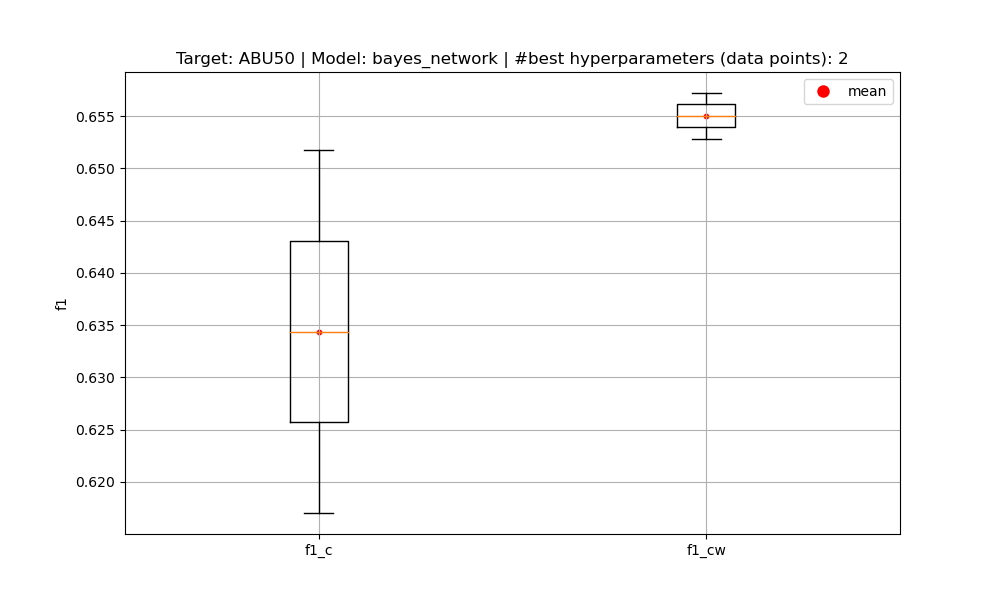 Target: ABU50 | Model: bayes_network | #best hyperparameters (data points): 2
mean
0.655
0.650
0.645
0.640
0.635
0.630
0.625
0.620
f1
f1_c
f1_cw